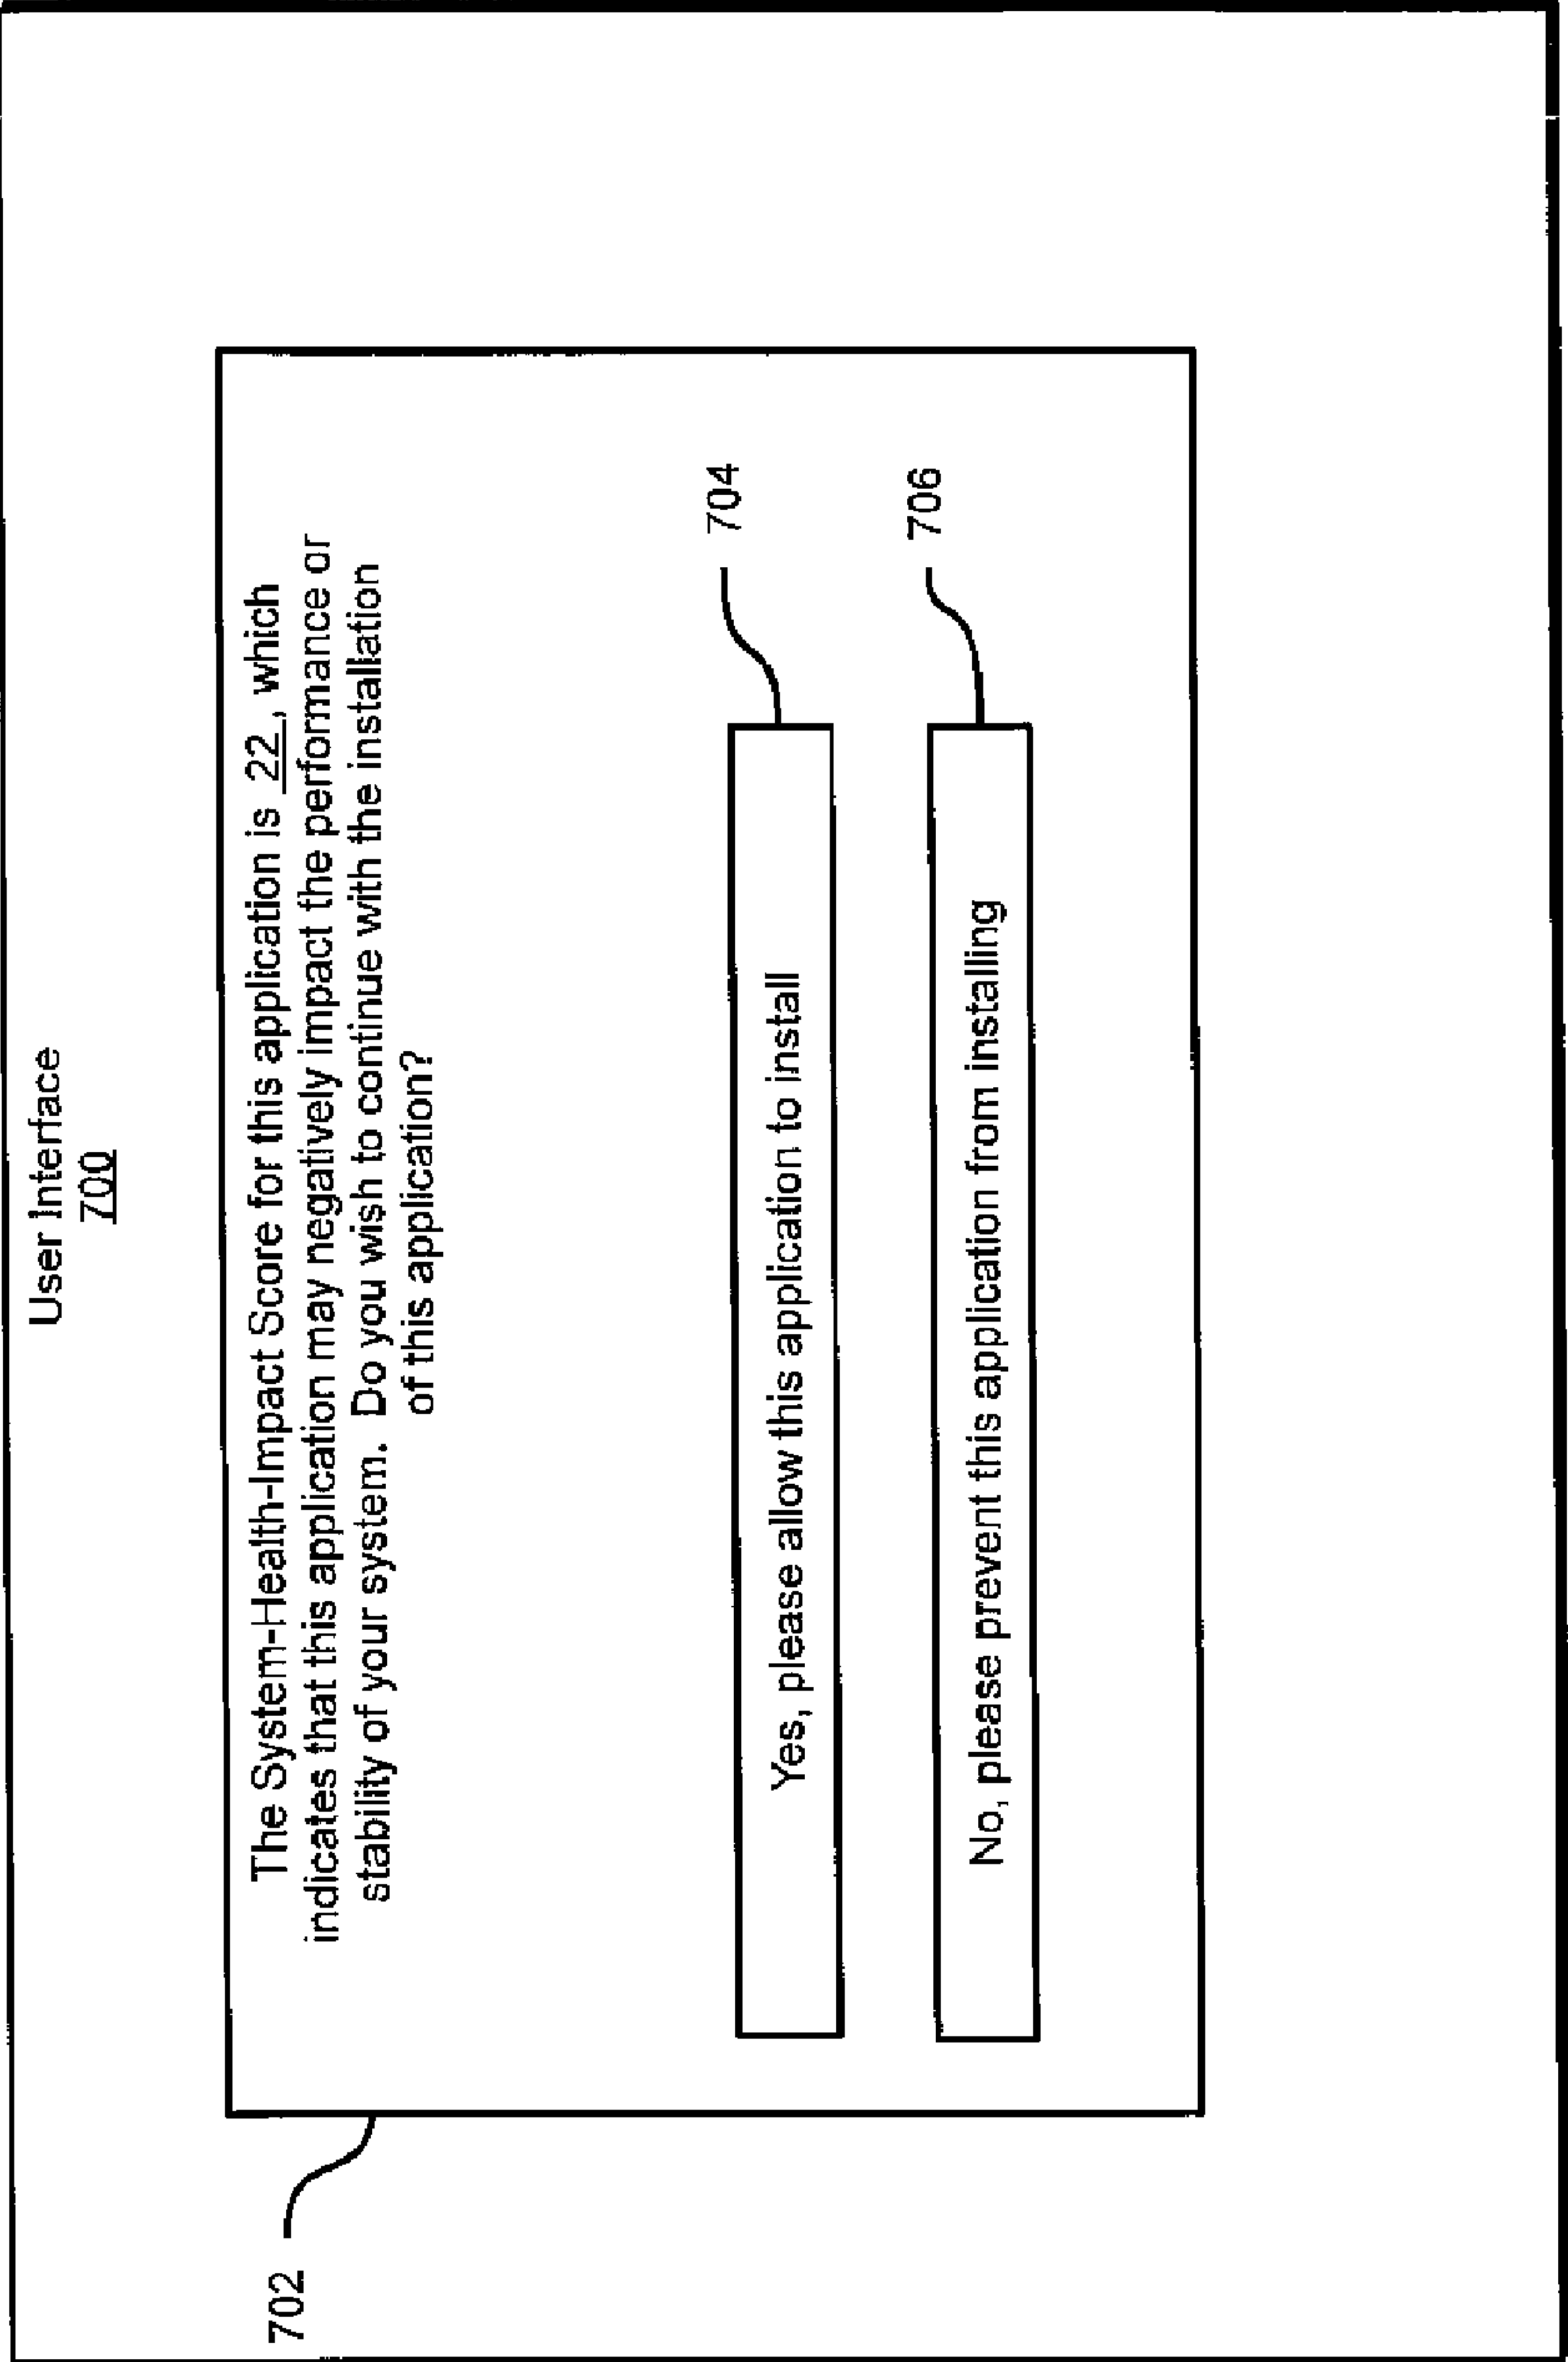 User Interface
700
702
The System-Health-Impact Score for this application is 22, which
indicates that this application may negatively impact the performance or
stability of your system. Do you wish to continue with the installation
of this application?
Yes, please allow this application to install
704
No, please prevent this application from installing
706